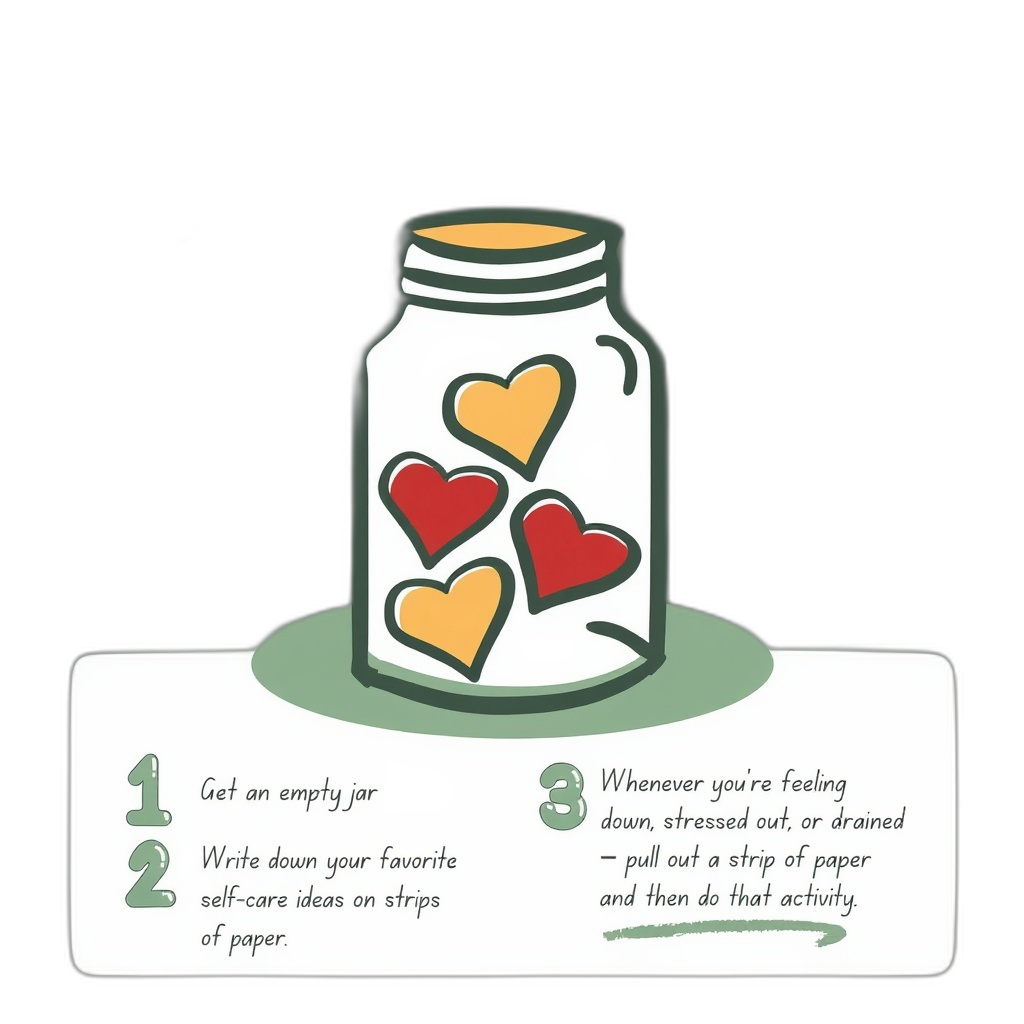 1
Get an empty jar
2
Write down your favorite
self-care ideas on strips
of paper.
3
Whenever you're feeling
down, stressed out, or drained
– pull out a strip of paper
and then do that activity.